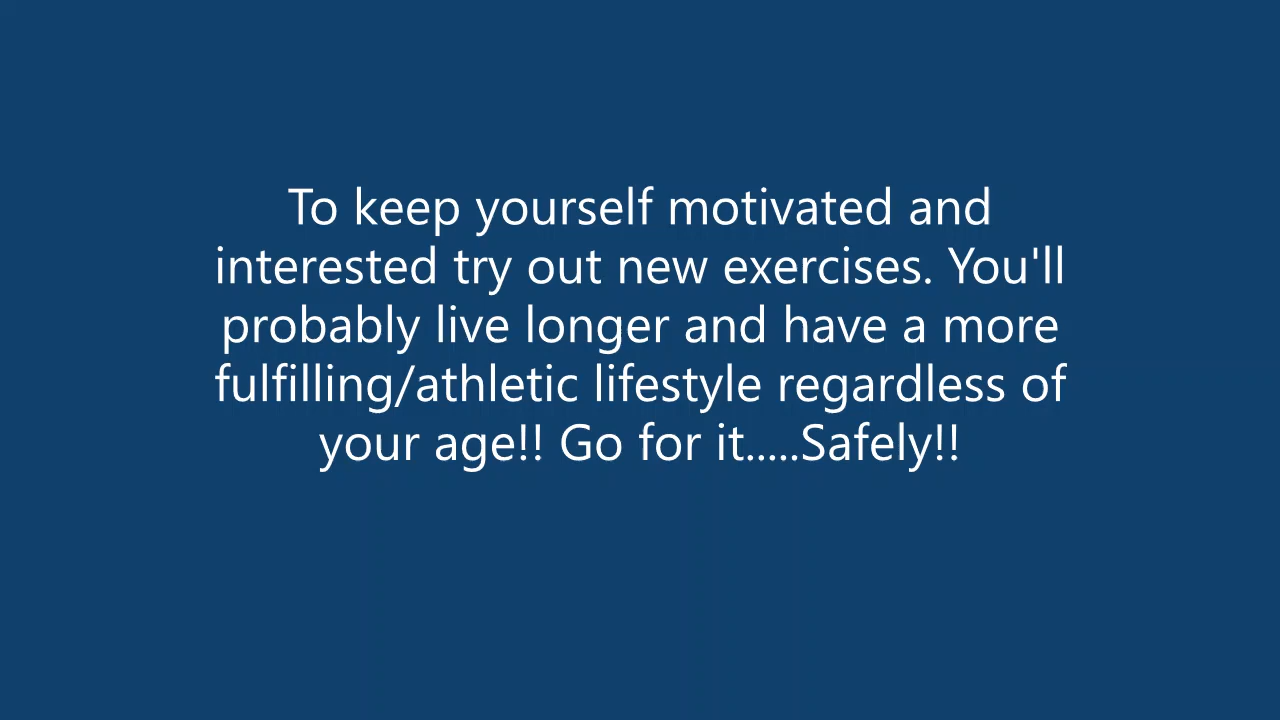 To keep yourself motivated and
interested try out new exercises. You'll
probably live longer and have a more
fulfilling/athletic lifestyle regardless of
your age!! Go for it.....Safely!!